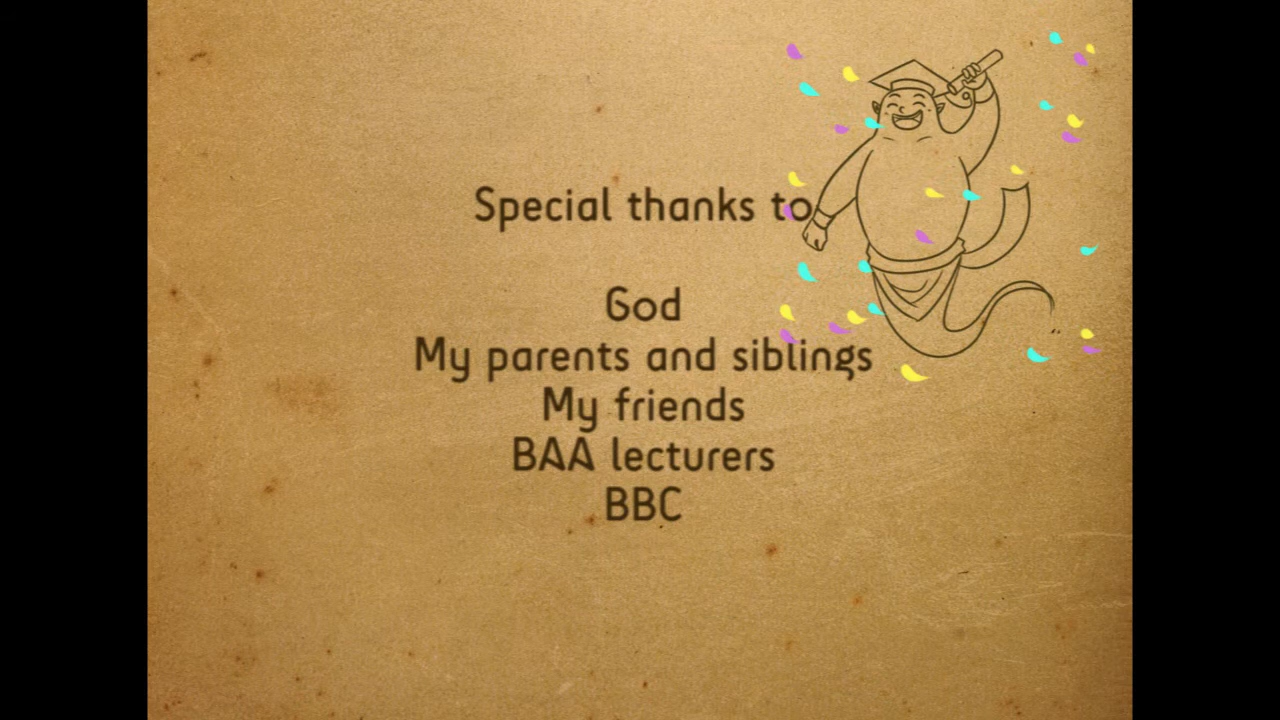 Special thanks to
God
My parents and siblings
My friends
BAA lecturers
BBC